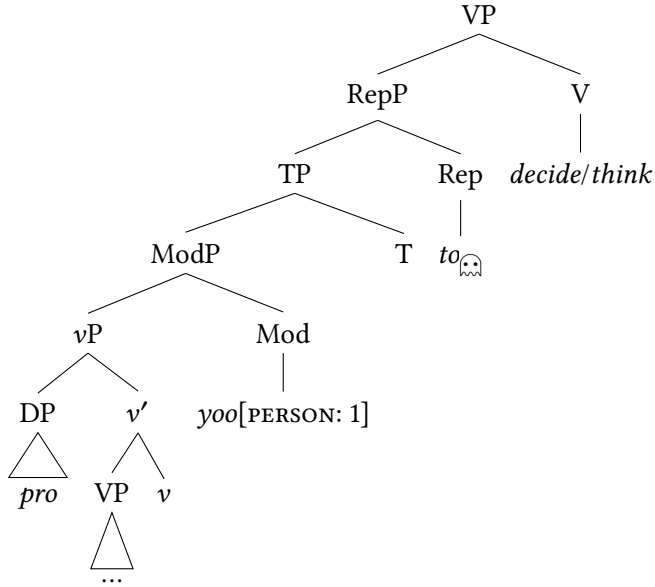 VP
RepP V
TP Rep decide/think
ModP T to
vP Mod
DP v′ yoo[PERSON: 1]
pro VP v
...